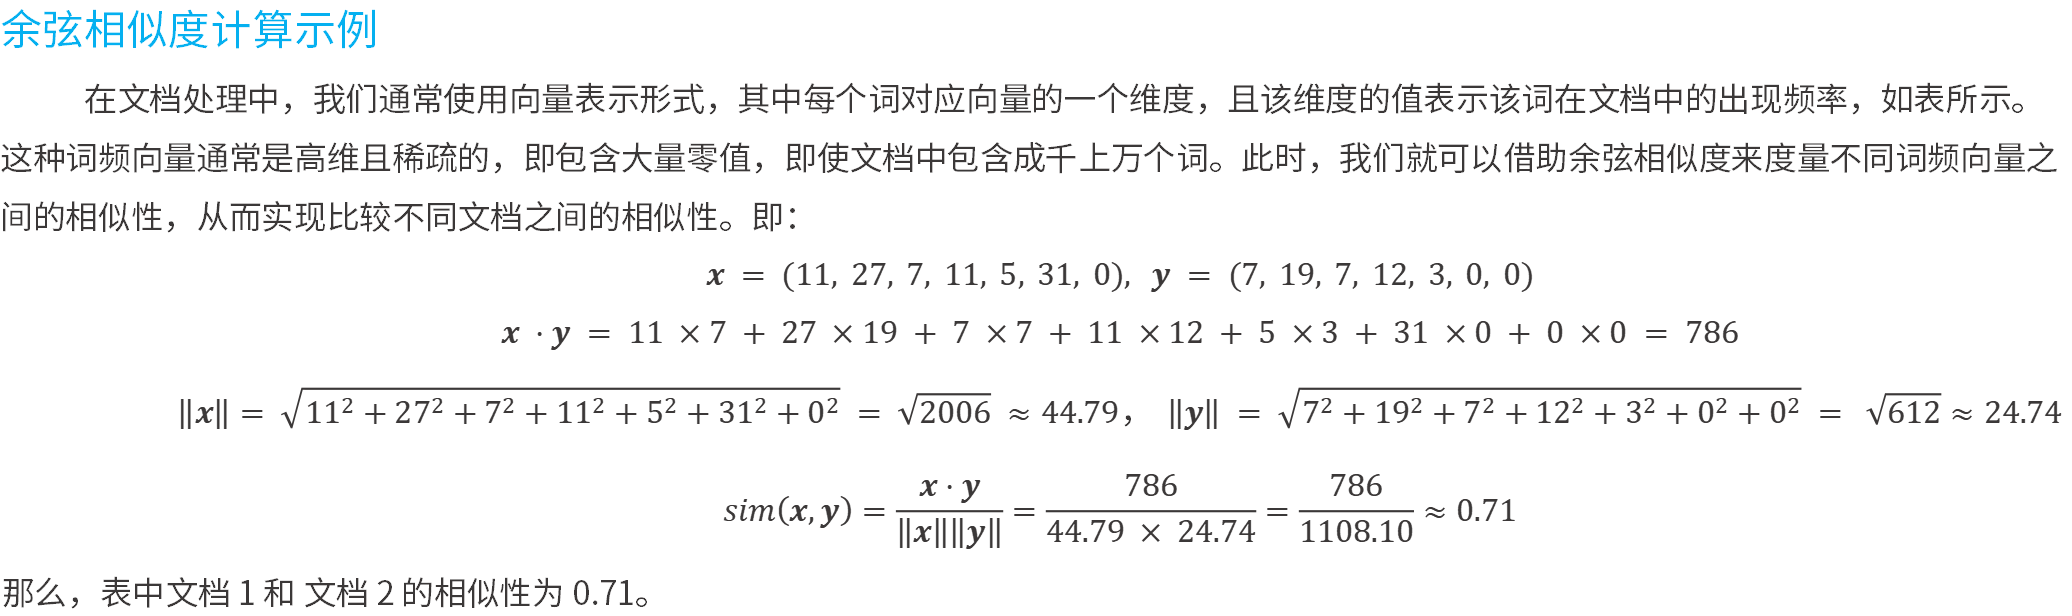 余弦相似度计算示例
在文档处理中，我们通常使用向量表示形式，其中每个词对应向量的一个维度，且该维度的值表示该词在文档中的出现频率，如表所示。
这种词频向量通常是高维且稀疏的，即包含大量零值，即使文档中包含成千上万个词。此时，我们就可以借助余弦相似度来度量不同词频向量之
间的相似性，从而实现比较不同文档之间的相似性。即：
x = (11, 27, 7, 11, 5, 31, 0), y = (7, 19, 7, 12, 3, 0, 0)
x · y = 11 × 7 + 27 × 19 + 7 × 7 + 11 × 12 + 5 × 3 + 31 × 0 + 0 × 0 = 786
‖x‖ = √(11² + 27² + 7² + 11² + 5² + 31² + 0²) = √2006 ≈ 44.79， ‖y‖ = √(7² + 19² + 7² + 12² + 3² + 0² + 0²) = √612 ≈ 24.74
sim(x, y) = x · y / ‖x‖‖y‖ = 786 / 44.79 × 24.74 = 786 / 1108.10 ≈ 0.71
那么，表中文档 1 和 文档 2 的相似性为 0.71。